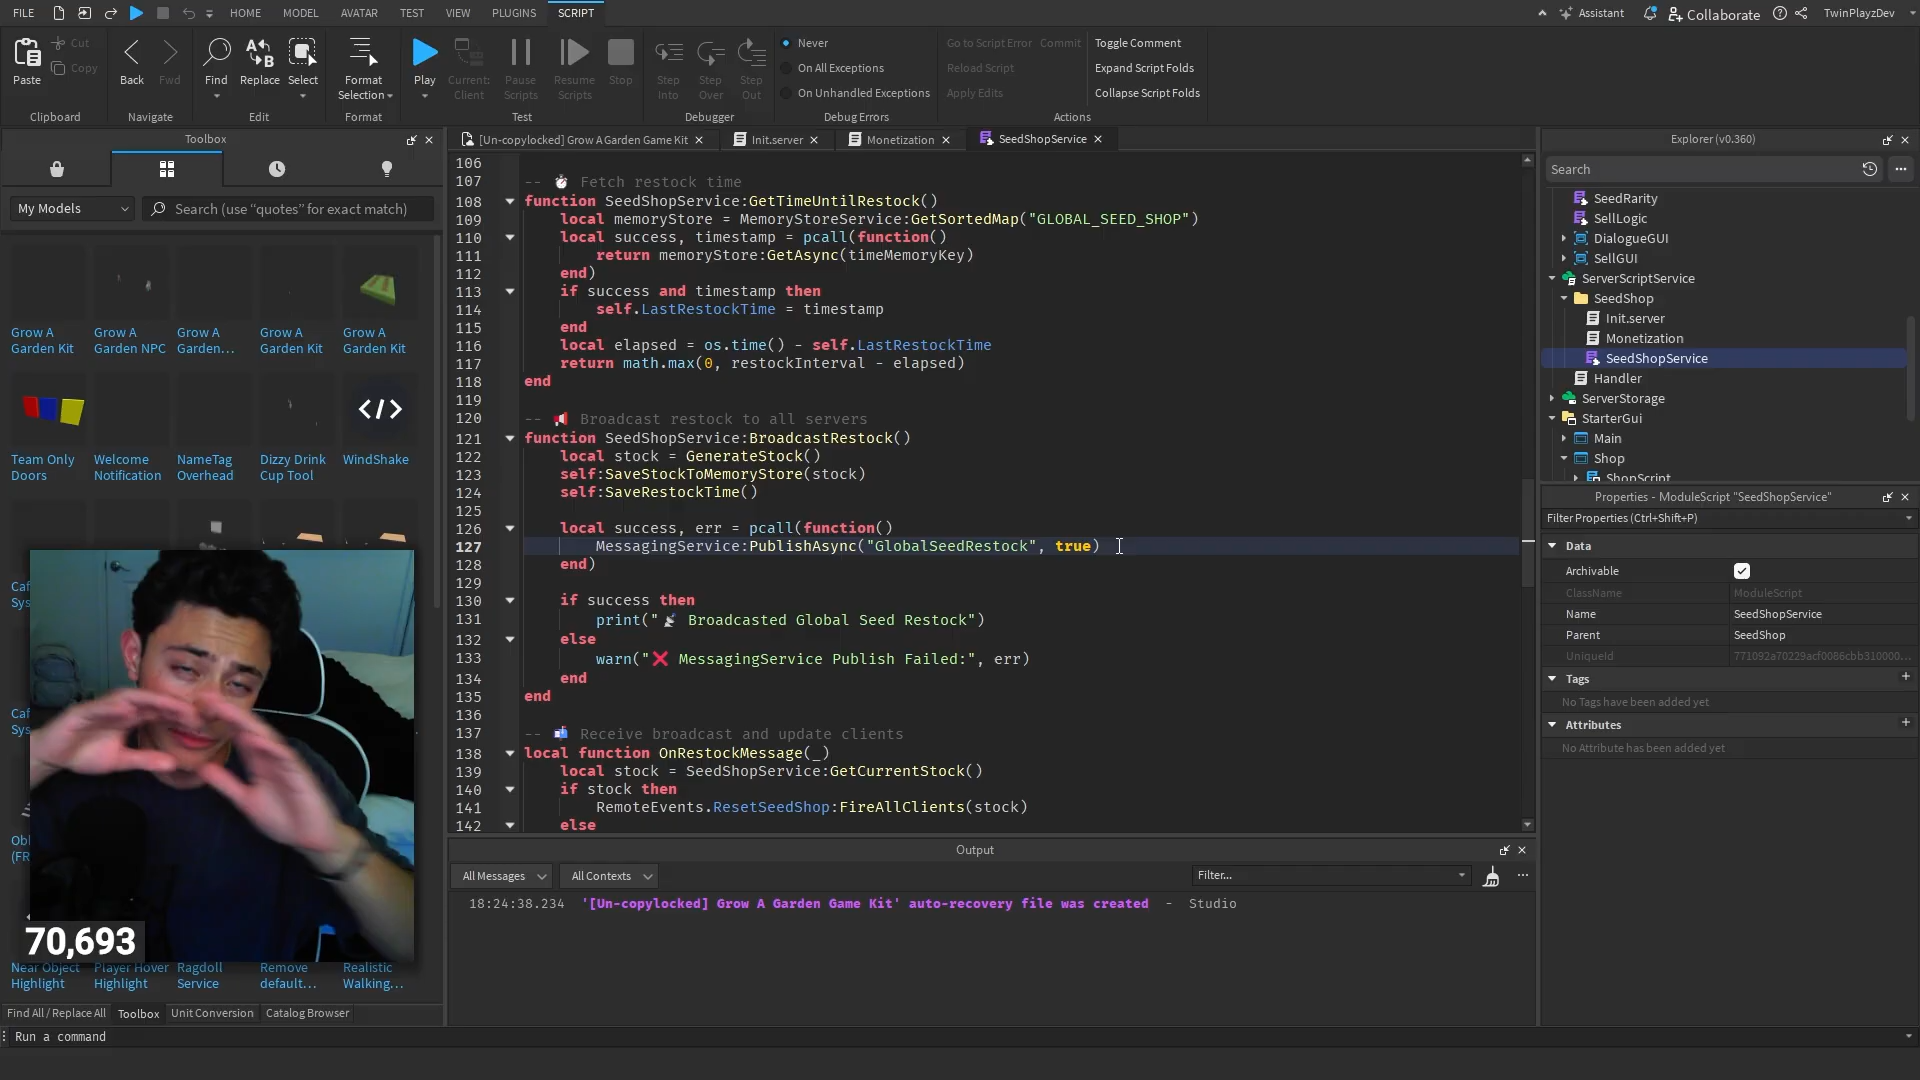 FILE HOME MODEL AVATAR TEST VIEW PLUGINS SCRIPT Assistant Collaborate TwinPlayzDev
Paste Cut Copy Clipboard
Back Fwd Navigate
Find Replace Select Edit
Format Selection Format
Play Current: Client Pause Scripts Resume Scripts Stop Test
Step Into Step Over Step Out Debugger
Never
On All Exceptions
On Unhandled Exceptions
Debug Errors
Go to Script Error Commit
Reload Script
Apply Edits
Toggle Comment
Expand Script Folds
Collapse Script Folds
Actions
Toolbox
My Models Search (use “quotes” for exact match)
Grow A Garden Kit
Grow A Garden NPC
Grow A Garden...
Grow A Garden Kit
Grow A Garden Kit
Team Only Doors
Welcome Notification
NameTag Overhead
Dizzy Drink Cup Tool
WindShake
Near Object Highlight
Player Hover Highlight
Ragdoll Service
Remove default...
Realistic Walking...
70,693
Find All / Replace All Toolbox Unit Conversion Catalog Browser
Run a command
[Un-copylocked] Grow A Garden Game Kit Init.server Monetization SeedShopService
106
107 -- Fetch restock time
108 function SeedShopService:GetTimeUntilRestock()
109 local memoryStore = MemoryStoreService:GetSortedMap("GLOBAL_SEED_SHOP")
110 local success, timestamp = pcall(function()
111 return memoryStore:GetAsync(timeMemoryKey)
112 end)
113 if success and timestamp then
114 self.LastRestockTime = timestamp
115 end
116 local elapsed = os.time() - self.LastRestockTime
117 return math.max(0, restockInterval - elapsed)
118 end
119
120 -- Broadcast restock to all servers
121 function SeedShopService:BroadcastRestock()
122 local stock = GenerateStock()
123 self:SaveStockToMemoryStore(stock)
124 self:SaveRestockTime()
125
126 local success, err = pcall(function()
127 MessagingService:PublishAsync("GlobalSeedRestock", true)
128 end)
129
130 if success then
131 print("📡 Broadcasted Global Seed Restock")
132 else
133 warn("❌ MessagingService Publish Failed:", err)
134 end
135 end
136
137 -- Receive broadcast and update clients
138 local function OnRestockMessage(_)
139 local stock = SeedShopService:GetCurrentStock()
140 if stock then
141 RemoteEvents.ResetSeedShop:FireAllClients(stock)
142 else
Output
All Messages All Contexts Filter...
18:24:38.234 '[Un-copylocked] Grow A Garden Game Kit' auto-recovery file was created - Studio
Explorer (v0.360)
Search
SeedRarity
SellLogic
DialogueGUI
SellGUI
ServerScriptService
SeedShop
Init.server
Monetization
SeedShopService
Handler
ServerStorage
StarterGui
Main
Shop
ShopScript
Properties - ModuleScript "SeedShopService"
Filter Properties (Ctrl+Shift+P)
Data
Archivable
ClassName ModuleScript
Name SeedShopService
Parent SeedShop
UniqueId 771092a70229acf0086cbb310000...
Tags
No Tags have been added yet
Attributes
No Attribute has been added yet